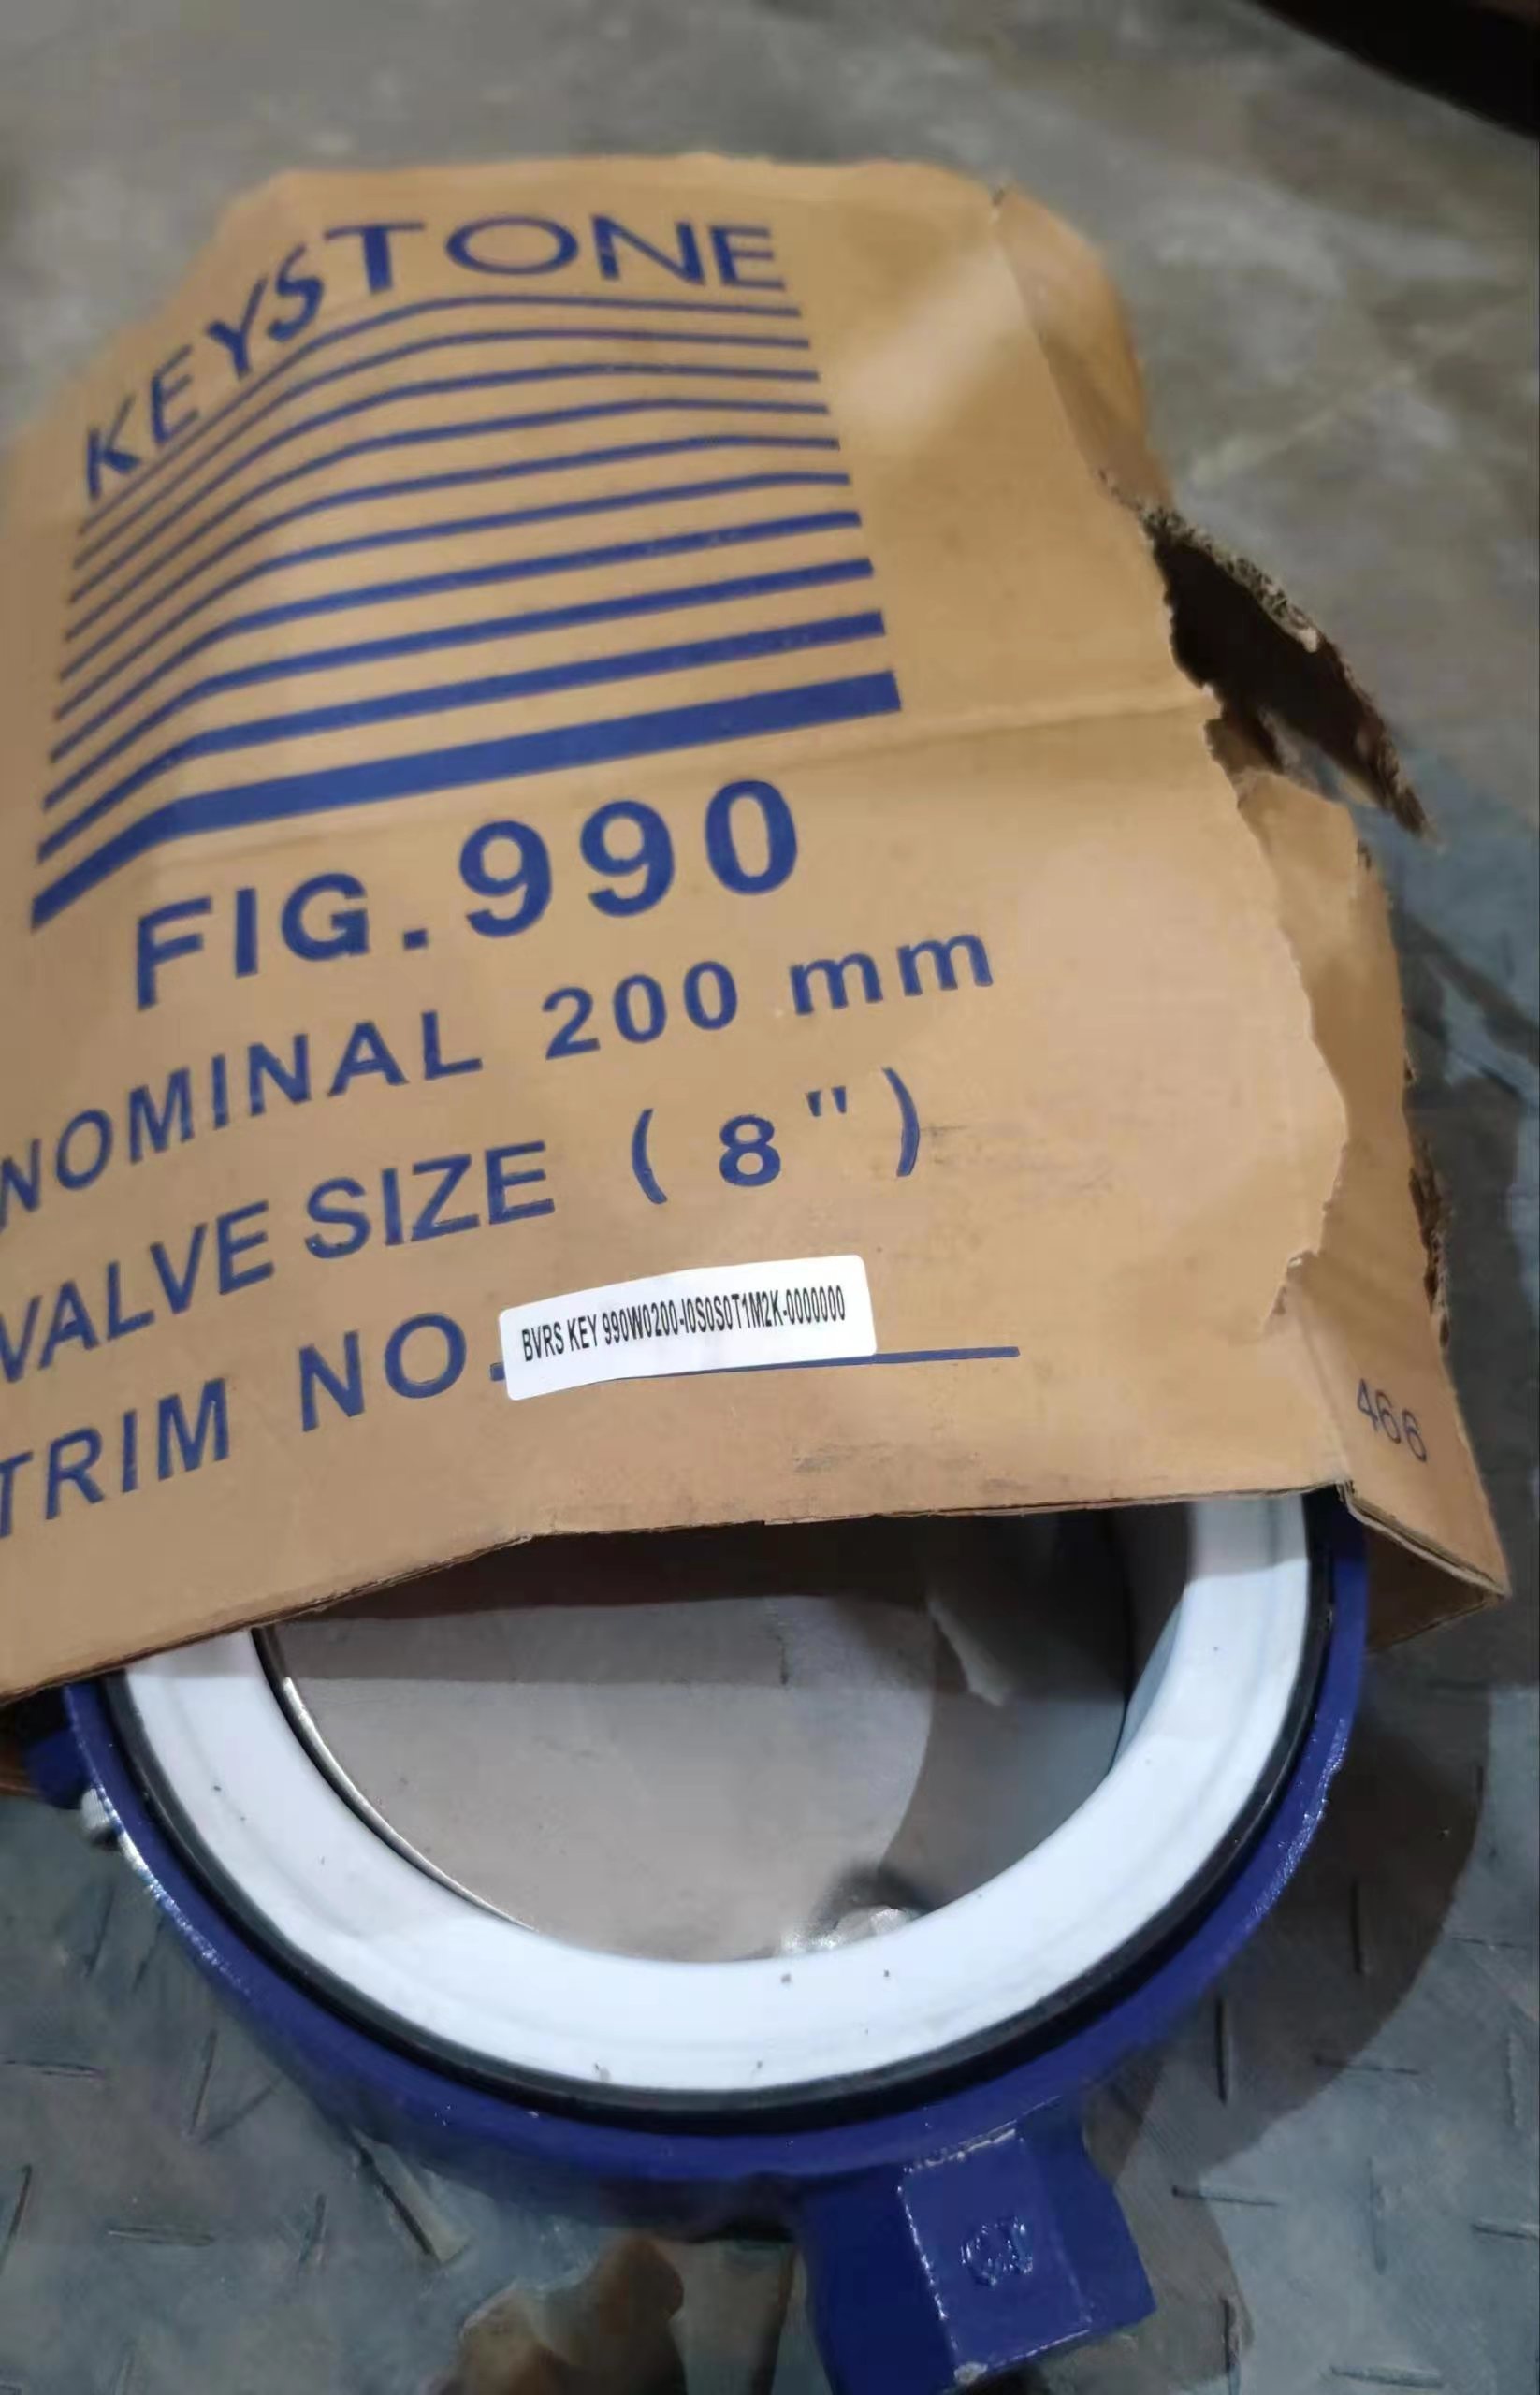 KEYSTONE
FIG. 990
NOMINAL 200 mm
VALVE SIZE ( 8" )
TRIM NO.
BVRS KEY 990W0200-I0S0S0T1M2K-0000000
466